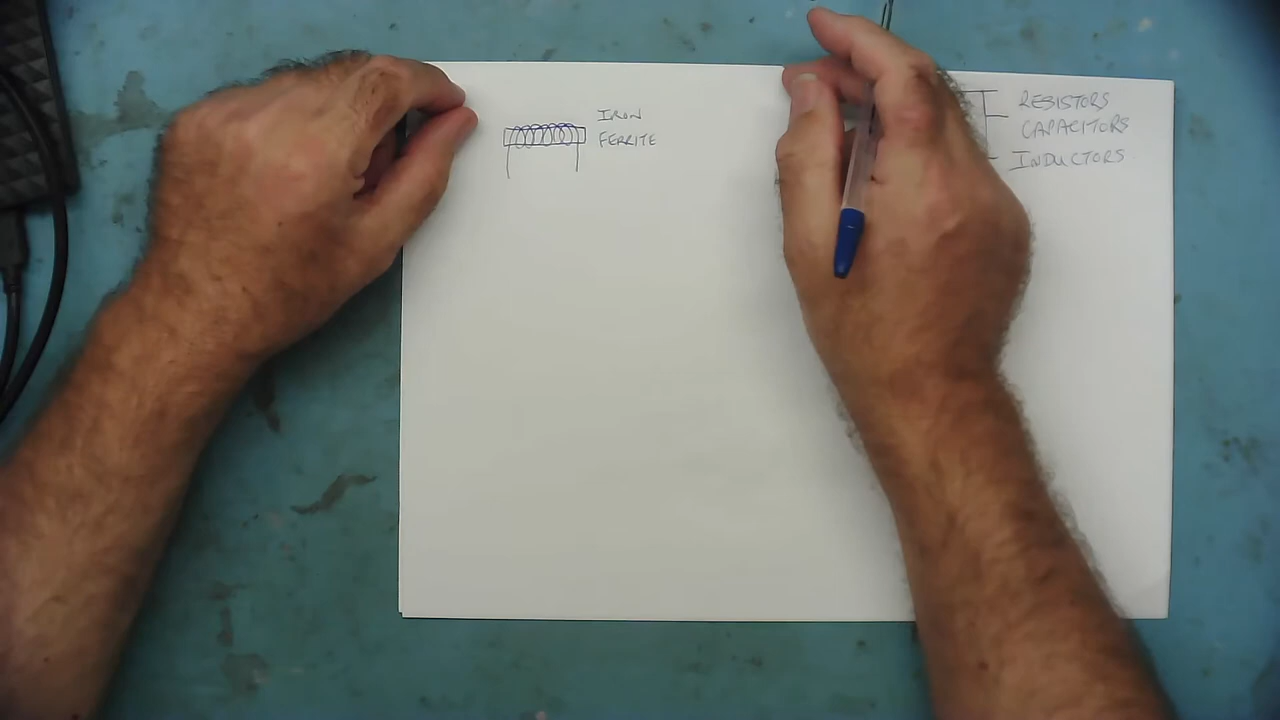 IRON
FERRITE
RESISTORS
CAPACITORS
INDUCTORS